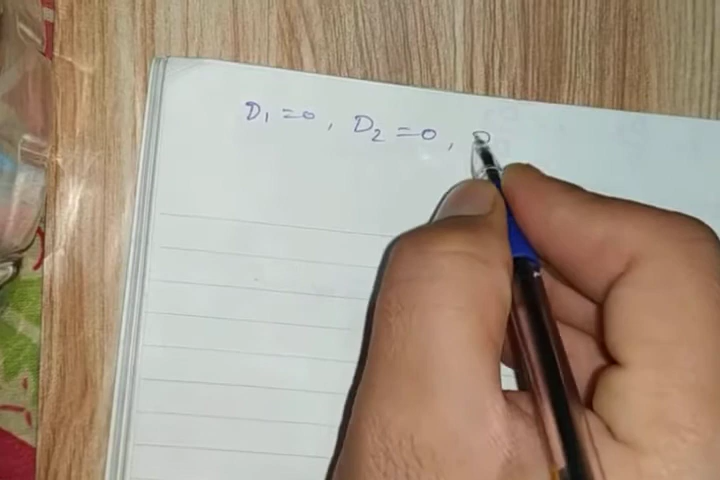 D₁ = 0, D₂ = 0, D